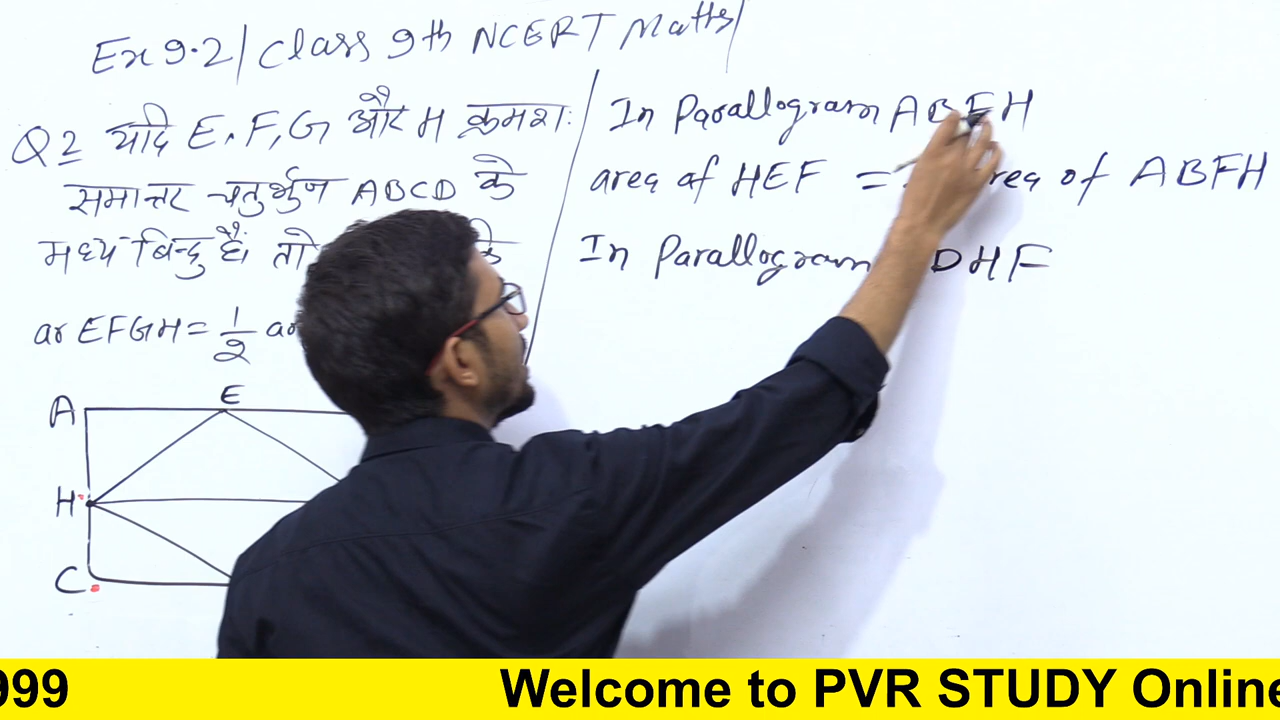 Ex 9.2 | Class 9th NCERT Maths |
Q2 यदि E, F, G और H क्रमशः
समान्तर चतुर्भुज ABCD के
मध्य बिन्दु है। तो
ar EFGH = 1/2 ar
A E
H
C
In Parallogram ABFH
area of HEF = area of ABFH
In Parallogram DHF
999 Welcome to PVR STUDY Online